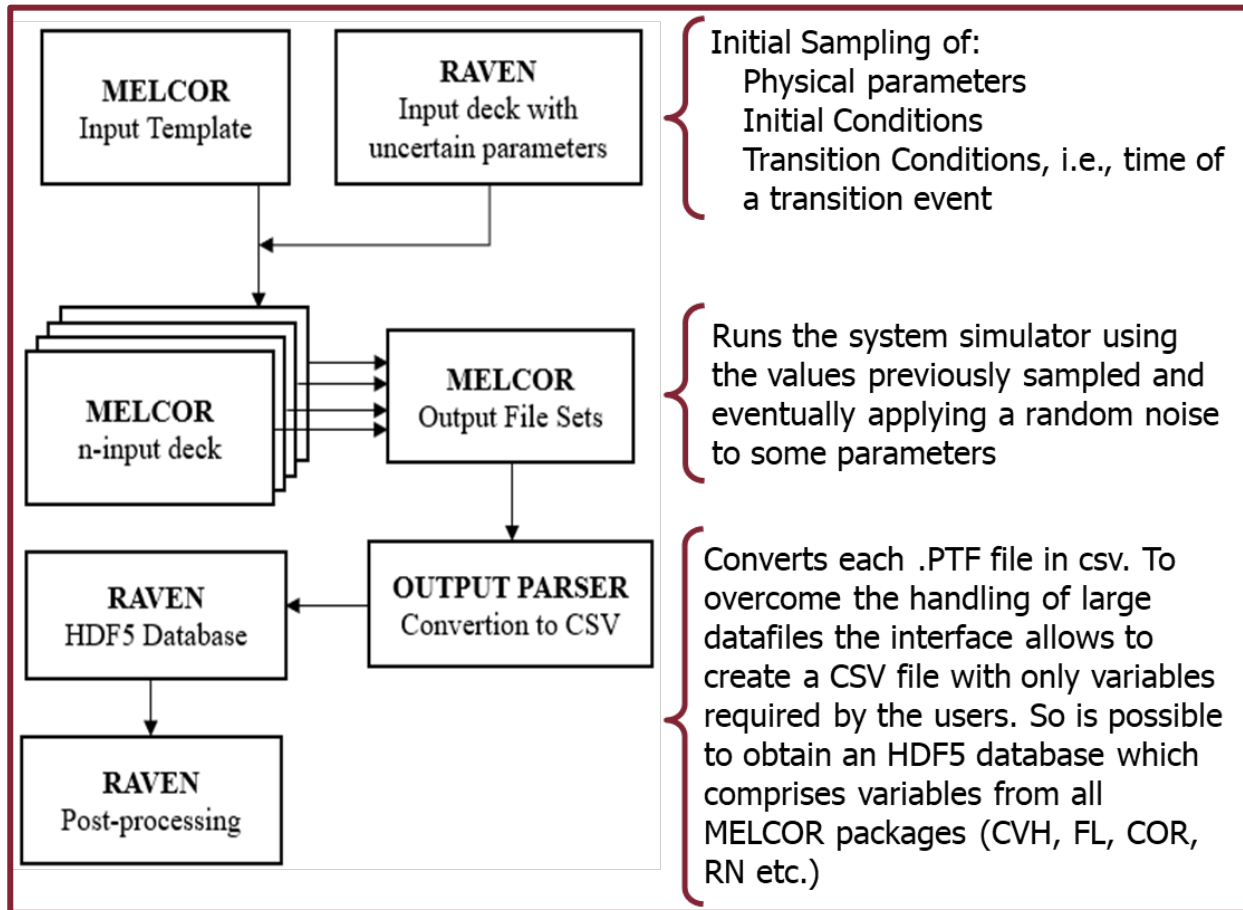 MELCOR
Input Template
RAVEN
Input deck with
uncertain parameters
Initial Sampling of:
Physical parameters
Initial Conditions
Transition Conditions, i.e., time of
a transition event
MELCOR
n-input deck
MELCOR
Output File Sets
Runs the system simulator using
the values previously sampled and
eventually applying a random noise
to some parameters
RAVEN
HDF5 Database
OUTPUT PARSER
Convertion to CSV
RAVEN
Post-processing
Converts each .PTF file in csv. To
overcome the handling of large
datafiles the interface allows to
create a CSV file with only variables
required by the users. So is possible
to obtain an HDF5 database which
comprises variables from all
MELCOR packages (CVH, FL, COR,
RN etc.)